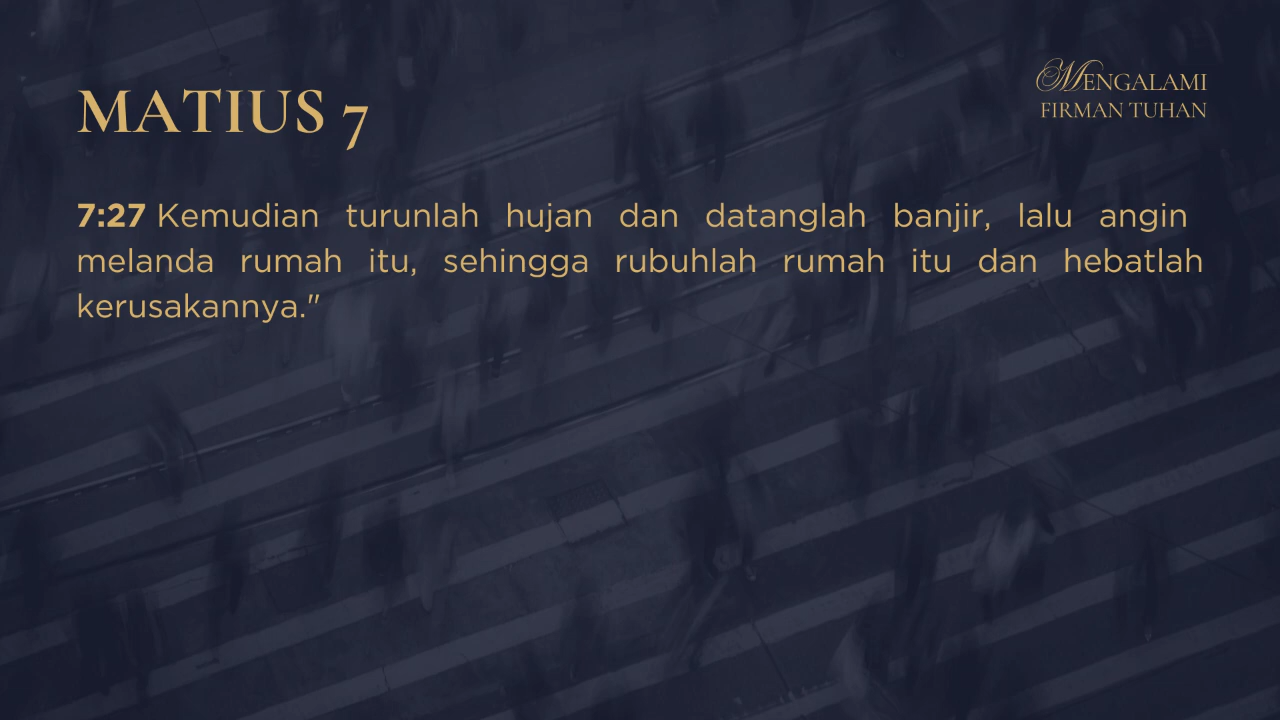 MATIUS 7
MENGALAMI
FIRMAN TUHAN
7:27 Kemudian turunlah hujan dan datanglah banjir, lalu angin
melanda rumah itu, sehingga rubuhlah rumah itu dan hebatlah
kerusakannya."